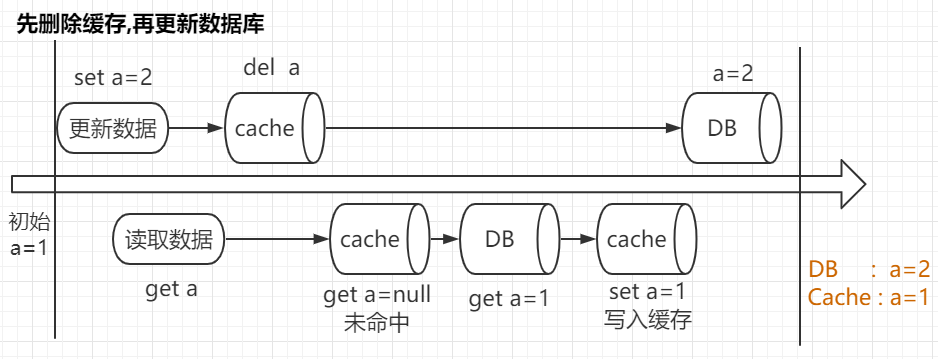 先删除缓存,再更新数据库
set a=2
del a
a=2
更新数据
cache
DB
初始
a=1
读取数据
cache
DB
cache
get a
get a=null
未命中
get a=1
set a=1
写入缓存
DB : a=2
Cache : a=1